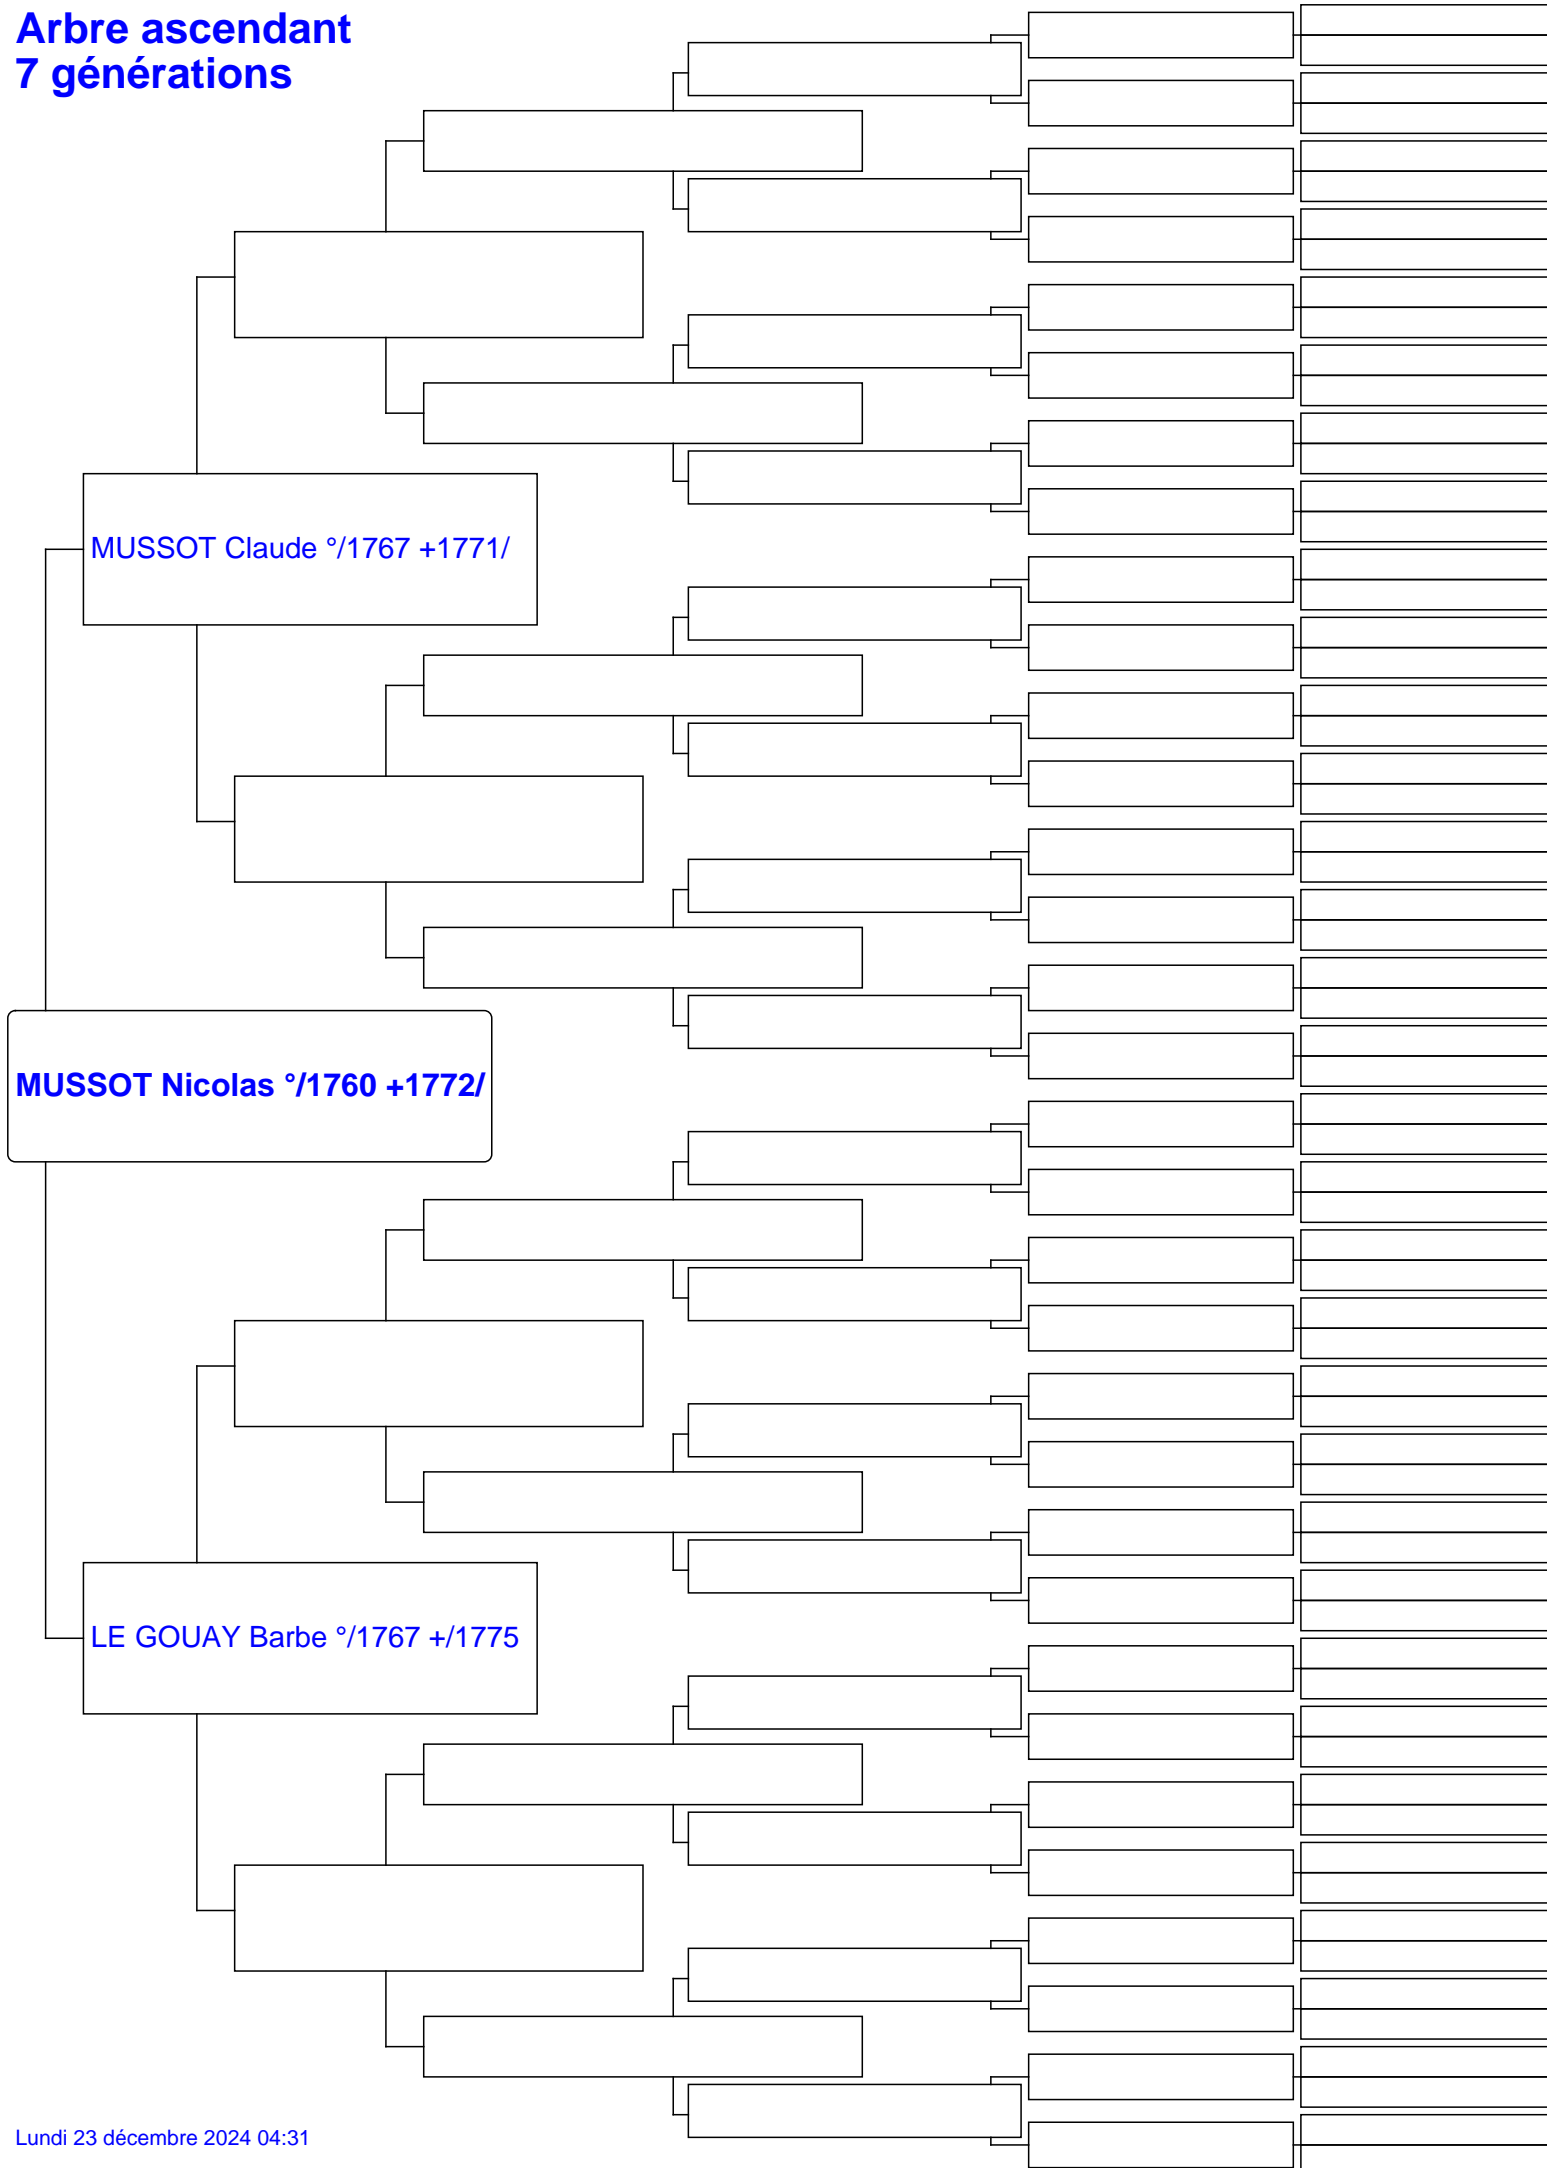 Arbre ascendant
7 générations
MUSSOT Claude °/1767 +1771/
MUSSOT Nicolas °/1760 +1772/
LE GOUAY Barbe °/1767 +/1775
Lundi 23 décembre 2024 04:31